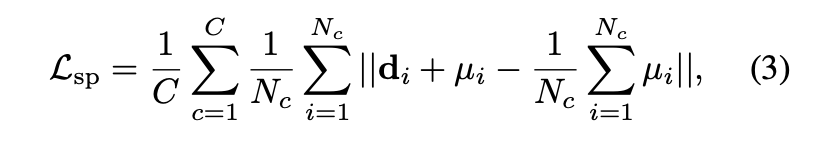 $\mathcal{L}_{\text{sp}} = \frac{1}{C} \sum_{c=1}^{C} \frac{1}{N_c} \sum_{i=1}^{N_c} ||\mathbf{d}_i + \mu_i - \frac{1}{N_c} \sum_{i=1}^{N_c} \mu_i||, \quad (3)$